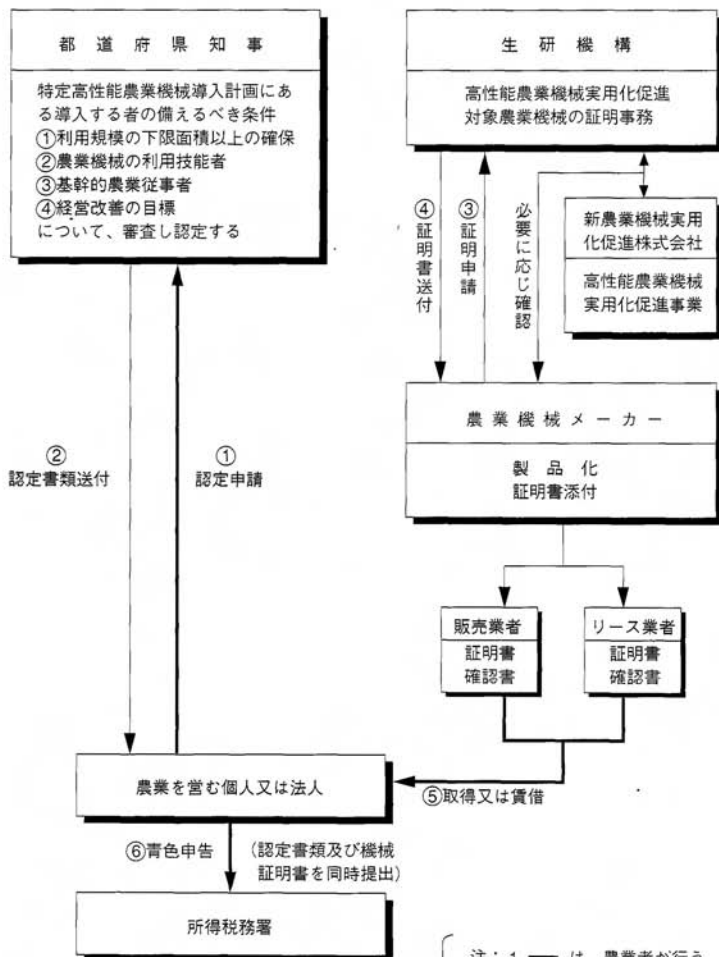 都道府県知事
特定高性能農業機械導入計画にあ
る導入する者の備えるべき条件
①利用規模の下限面積以上の確保
②農業機械の利用技能者
③基幹的農業従事者
④経営改善の目標
について、審査し認定する
生研機構
高性能農業機械実用化促進
対象農業機械の証明事務
④証明書送付
③証明申請
必要に応じ確認
新農業機械実用
化促進株式会社
高性能農業機械
実用化促進事業
農業機械メーカー
製品化
証明書添付
②
認定書類送付
①
認定申請
販売業者
証明書
確認書
リース業者
証明書
確認書
農業を営む個人又は法人
⑤取得又は賃借
⑥青色申告
(認定書類及び機械
証明書を同時提出)
所得税務署